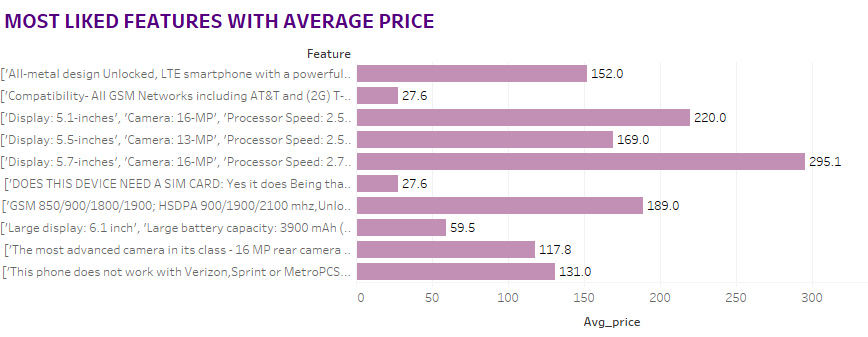 MOST LIKED FEATURES WITH AVERAGE PRICE
Feature
['All-metal design Unlocked, LTE smartphone with a powerful.. 152.0
['Compatibility- All GSM Networks including AT&T and (2G) T-.. 27.6
['Display: 5.1-inches', 'Camera: 16-MP', 'Processor Speed: 2.5.. 220.0
['Display: 5.5-inches', 'Camera: 13-MP', 'Processor Speed: 2.5.. 169.0
['Display: 5.7-inches', 'Camera: 16-MP', 'Processor Speed: 2.7.. 295.1
['DOES THIS DEVICE NEED A SIM CARD: Yes it does Being tha.. 27.6
['GSM 850/900/1800/1900; HSDPA 900/1900/2100 mhz,Unlo.. 189.0
['Large display: 6.1 inch', 'Large battery capacity: 3900 mAh (.. 59.5
['The most advanced camera in its class - 16 MP rear camera .. 117.8
['This phone does not work with Verizon,Sprint or MetroPCS... 131.0
0 50 100 150 200 250 300
Avg_price